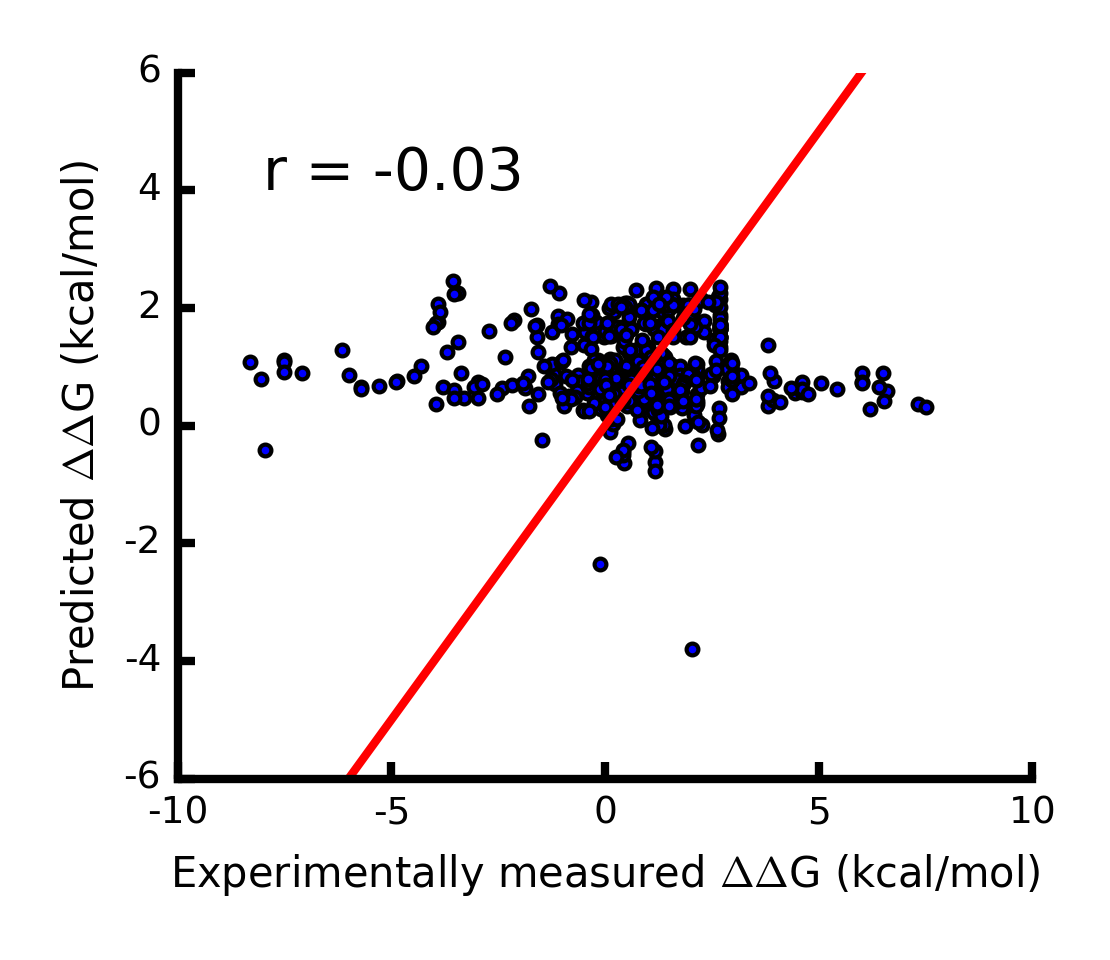 r = -0.03
6
4
2
0
-2
-4
-6
Predicted ΔΔG (kcal/mol)
-10 -5 0 5 10
Experimentally measured ΔΔG (kcal/mol)